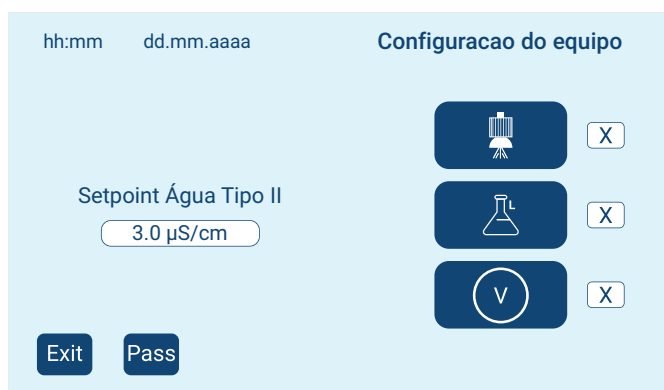 hh:mm dd.mm.aaaa Configuracao do equipo
X
L
X
Setpoint Água Tipo II
3.0 µS/cm
V
X
Exit Pass